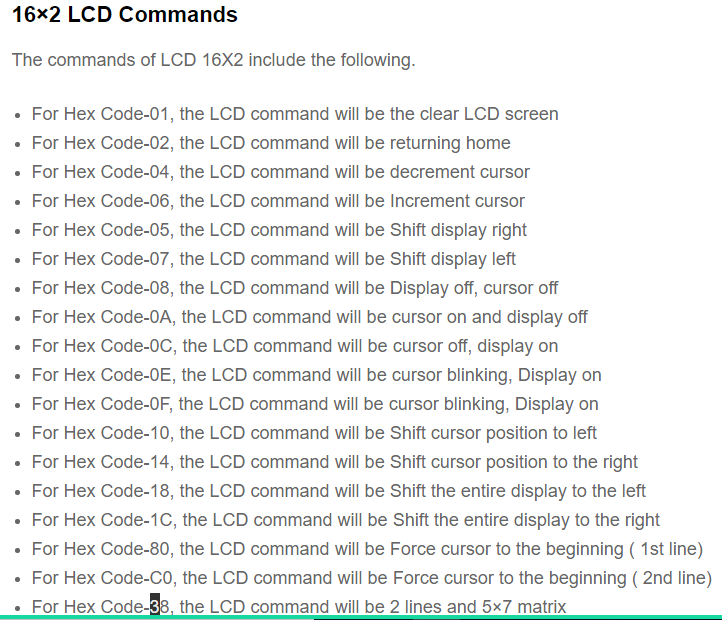 16×2 LCD Commands
The commands of LCD 16X2 include the following.
• For Hex Code-01, the LCD command will be the clear LCD screen
• For Hex Code-02, the LCD command will be returning home
• For Hex Code-04, the LCD command will be decrement cursor
• For Hex Code-06, the LCD command will be Increment cursor
• For Hex Code-05, the LCD command will be Shift display right
• For Hex Code-07, the LCD command will be Shift display left
• For Hex Code-08, the LCD command will be Display off, cursor off
• For Hex Code-0A, the LCD command will be cursor on and display off
• For Hex Code-0C, the LCD command will be cursor off, display on
• For Hex Code-0E, the LCD command will be cursor blinking, Display on
• For Hex Code-0F, the LCD command will be cursor blinking, Display on
• For Hex Code-10, the LCD command will be Shift cursor position to left
• For Hex Code-14, the LCD command will be Shift cursor position to the right
• For Hex Code-18, the LCD command will be Shift the entire display to the left
• For Hex Code-1C, the LCD command will be Shift the entire display to the right
• For Hex Code-80, the LCD command will be Force cursor to the beginning ( 1st line)
• For Hex Code-C0, the LCD command will be Force cursor to the beginning ( 2nd line)
• For Hex Code-38, the LCD command will be 2 lines and 5×7 matrix